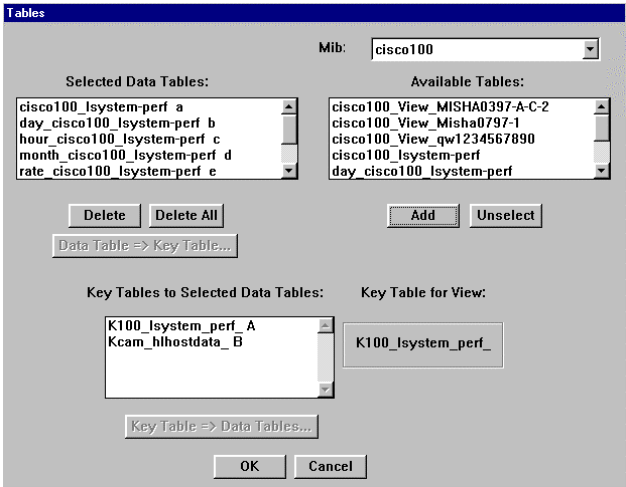 Tables
Mib: cisco100
Selected Data Tables:
cisco100_lsystem-perf a
day_cisco100_lsystem-perf b
hour_cisco100_lsystem-perf c
month_cisco100_lsystem-perf d
rate_cisco100_lsystem-perf e
Available Tables:
cisco100_View_MISHA0397-A-C-2
cisco100_View_Misha0797-1
cisco100_View_qw1234567890
cisco100_lsystem-perf
day_cisco100_lsystem-perf
Delete Delete All
Add Unselect
Data Table => Key Table...
Key Tables to Selected Data Tables:
K100_lsystem_perf_ A
Kcam_hlhostdata_ B
Key Table for View:
K100_lsystem_perf_
Key Table => Data Tables...
OK Cancel